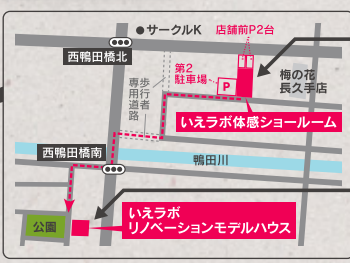 ●サークルK
店舗前P2台
西鴨田橋北
第2
駐車場
P
梅の花
長久手店
歩行者
専用道路
いえラボ体感ショールーム
西鴨田橋南
鴨田川
公園
いえラボ
リノベーションモデルハウス